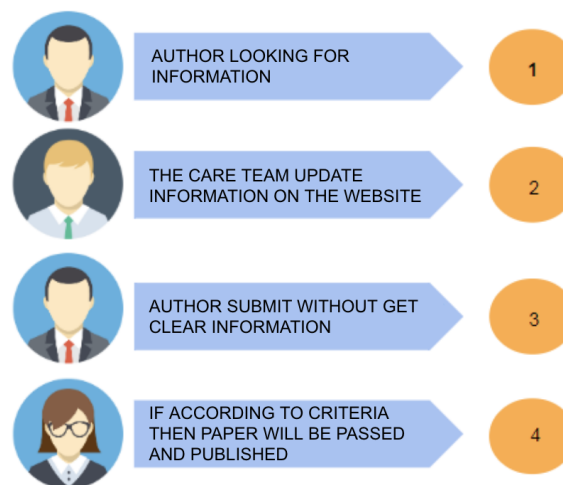 AUTHOR LOOKING FOR
INFORMATION
1
THE CARE TEAM UPDATE
INFORMATION ON THE WEBSITE
2
AUTHOR SUBMIT WITHOUT GET
CLEAR INFORMATION
3
IF ACCORDING TO CRITERIA
THEN PAPER WILL BE PASSED
AND PUBLISHED
4